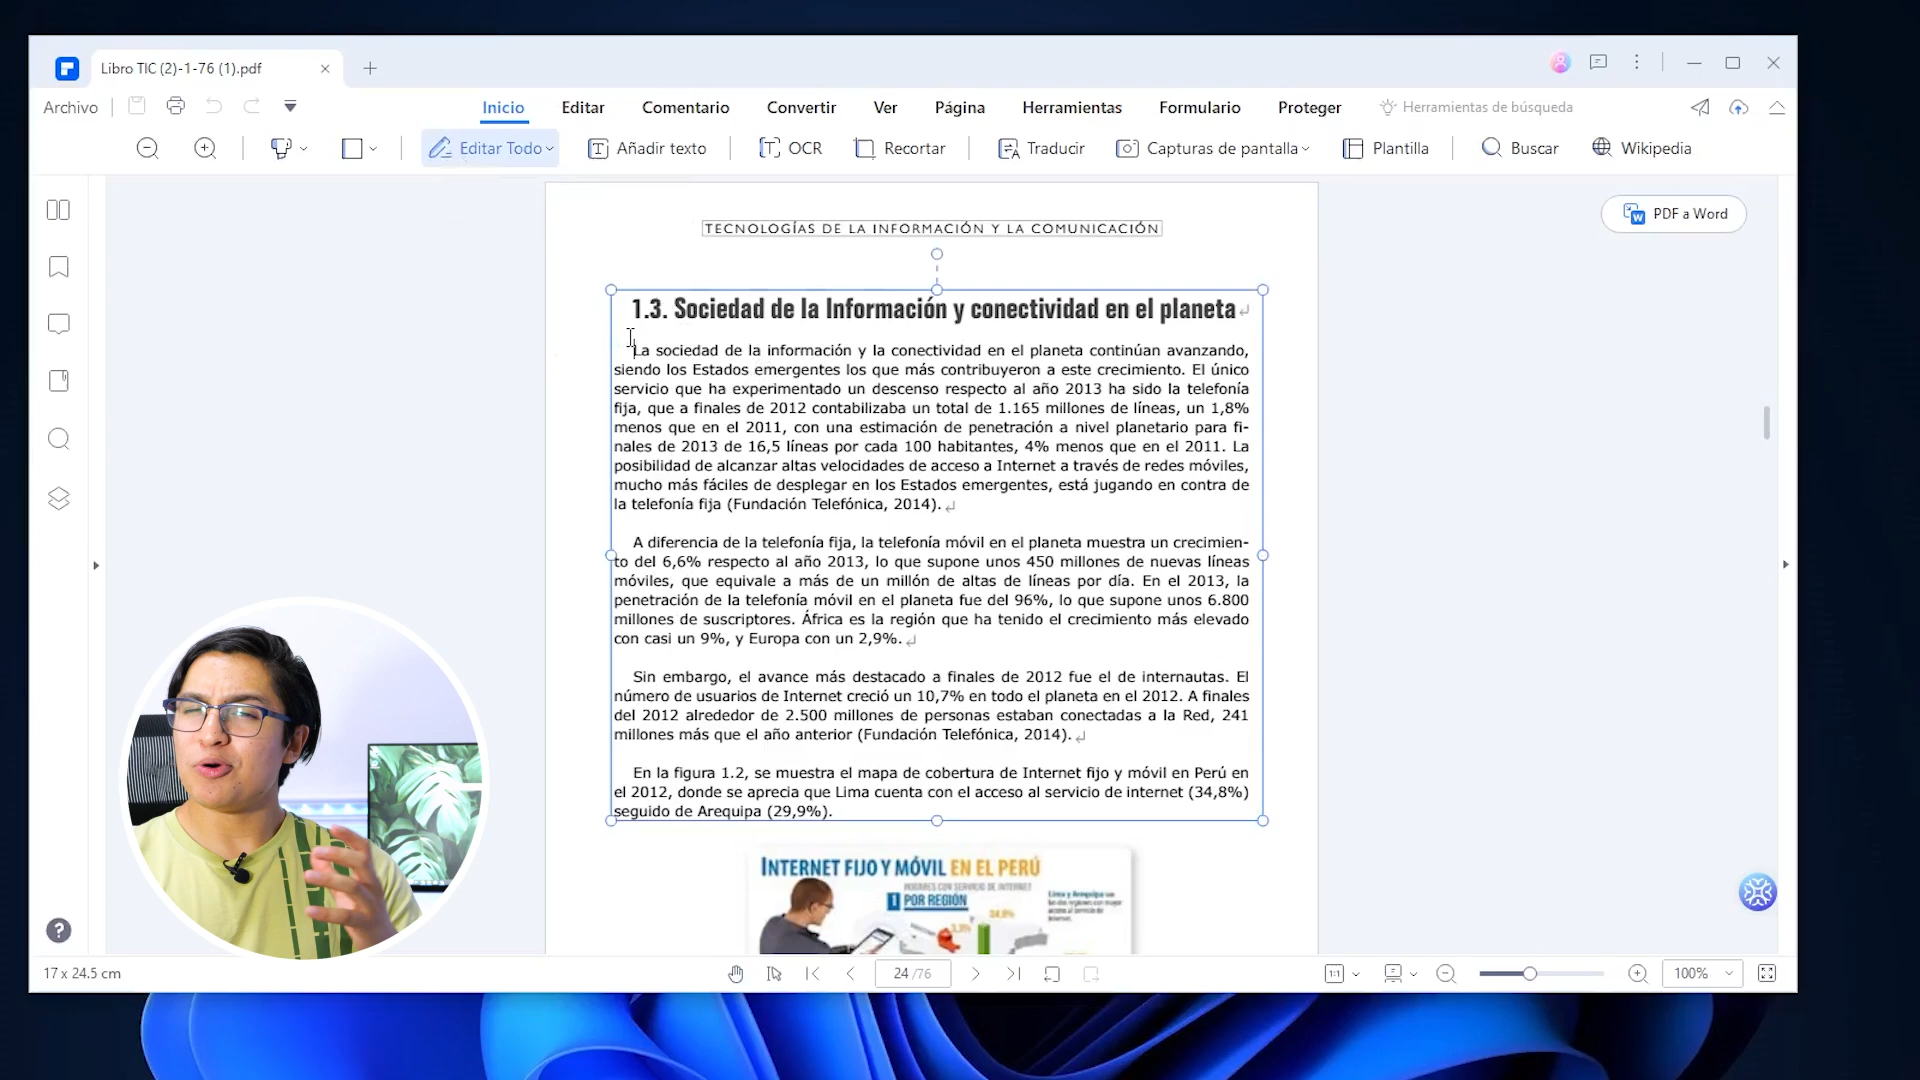 Libro TIC (2)-1-76 (1).pdf
Archivo
Inicio
Editar
Comentario
Convertir
Ver
Página
Herramientas
Formulario
Proteger
Herramientas de búsqueda
Editar Todo
Añadir texto
OCR
Recortar
Traducir
Capturas de pantalla
Plantilla
Buscar
Wikipedia
PDF a Word
TECNOLOGÍAS DE LA INFORMACIÓN Y LA COMUNICACIÓN
1.3. Sociedad de la Información y conectividad en el planeta
La sociedad de la información y la conectividad en el planeta continúan avanzando,
siendo los Estados emergentes los que más contribuyeron a este crecimiento. El único
servicio que ha experimentado un descenso respecto al año 2013 ha sido la telefonía
fija, que a finales de 2012 contabilizaba un total de 1.165 millones de líneas, un 1,8%
menos que en el 2011, con una estimación de penetración a nivel planetario para fi-
nales de 2013 de 16,5 líneas por cada 100 habitantes, 4% menos que en el 2011. La
posibilidad de alcanzar altas velocidades de acceso a Internet a través de redes móviles,
mucho más fáciles de desplegar en los Estados emergentes, está jugando en contra de
la telefonía fija (Fundación Telefónica, 2014).
A diferencia de la telefonía fija, la telefonía móvil en el planeta muestra un crecimien-
to del 6,6% respecto al año 2013, lo que supone unos 450 millones de nuevas líneas
móviles, que equivale a más de un millón de altas de líneas por día. En el 2013, la
penetración de la telefonía móvil en el planeta fue del 96%, lo que supone unos 6.800
millones de suscriptores. África es la región que ha tenido el crecimiento más elevado
con casi un 9%, y Europa con un 2,9%.
Sin embargo, el avance más destacado a finales de 2012 fue el de internautas. El
número de usuarios de Internet creció un 10,7% en todo el planeta en el 2012. A finales
del 2012 alrededor de 2.500 millones de personas estaban conectadas a la Red, 241
millones más que el año anterior (Fundación Telefónica, 2014).
En la figura 1.2, se muestra el mapa de cobertura de Internet fijo y móvil en Perú en
el 2012, donde se aprecia que Lima cuenta con el acceso al servicio de internet (34,8%)
seguido de Arequipa (29,9%).
INTERNET FIJO Y MÓVIL EN EL PERÚ
HOGARES CON SERVICIO DE INTERNET
1 POR REGIÓN
34,8%
17 x 24.5 cm
24 /76
1:1
100%